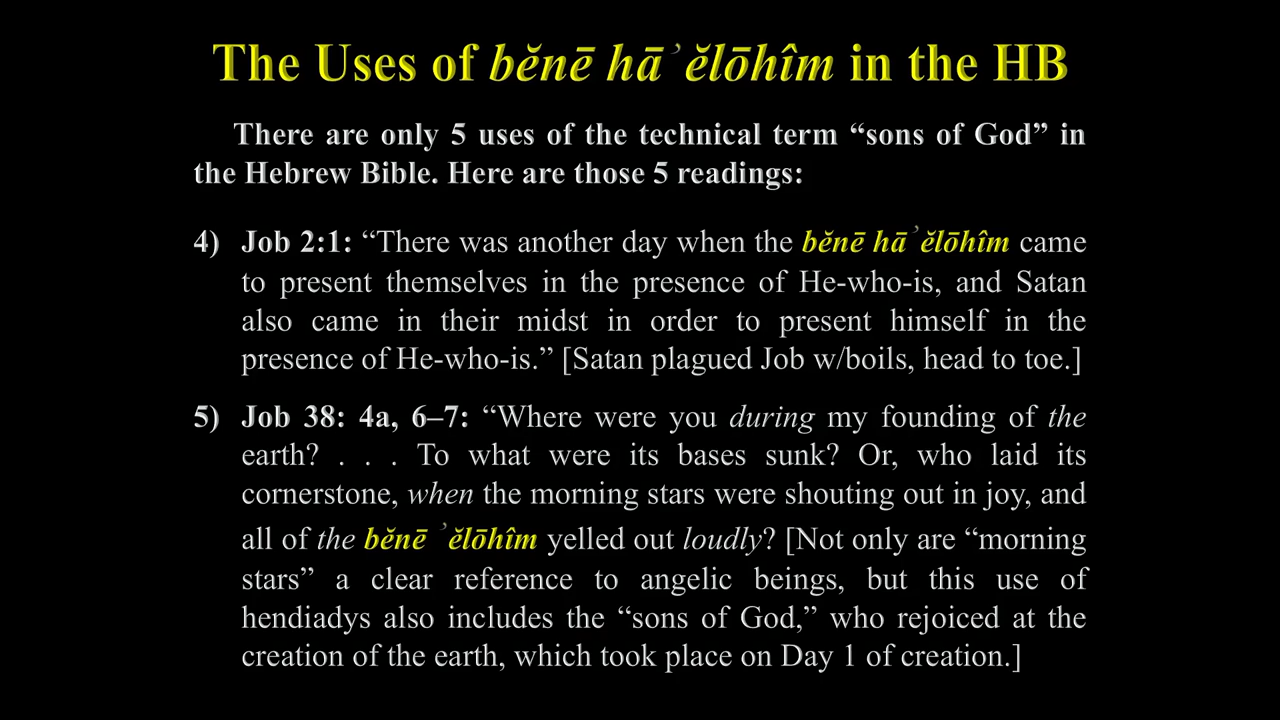 The Uses of bĕnē hāʾĕlōhîm in the HB
There are only 5 uses of the technical term “sons of God” in
the Hebrew Bible. Here are those 5 readings:
4) Job 2:1: “There was another day when the bĕnē hāʾĕlōhîm came
to present themselves in the presence of He-who-is, and Satan
also came in their midst in order to present himself in the
presence of He-who-is.” [Satan plagued Job w/boils, head to toe.]
5) Job 38: 4a, 6–7: “Where were you during my founding of the
earth? . . . To what were its bases sunk? Or, who laid its
cornerstone, when the morning stars were shouting out in joy, and
all of the bĕnē ʾĕlōhîm yelled out loudly? [Not only are “morning
stars” a clear reference to angelic beings, but this use of
hendiadys also includes the “sons of God,” who rejoiced at the
creation of the earth, which took place on Day 1 of creation.]